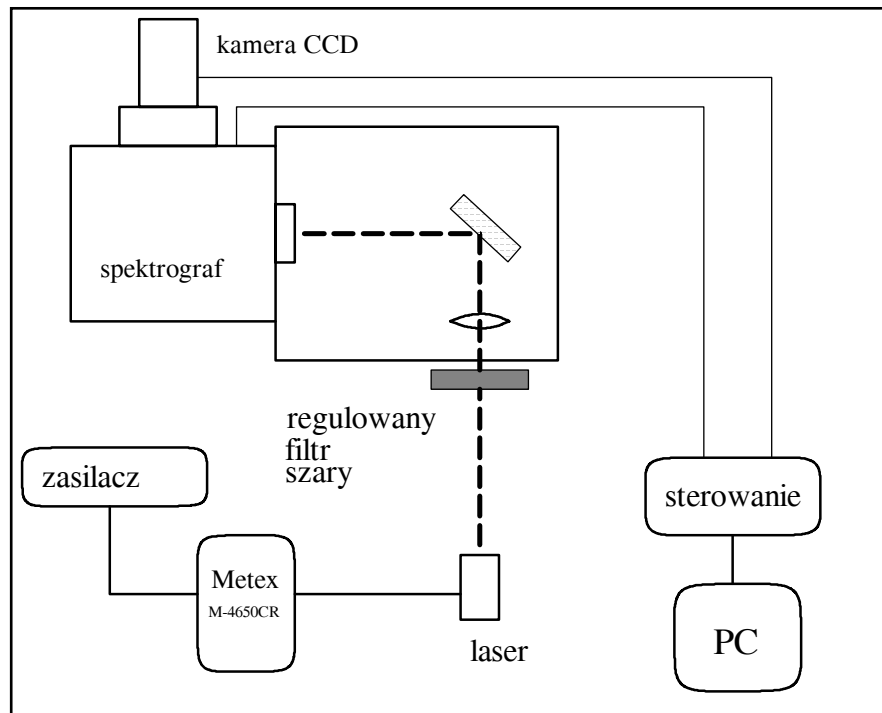 kamera CCD
spektrograf
regulowany
filtr
szary
zasilacz
sterowanie
Metex
M-4650CR
laser
PC